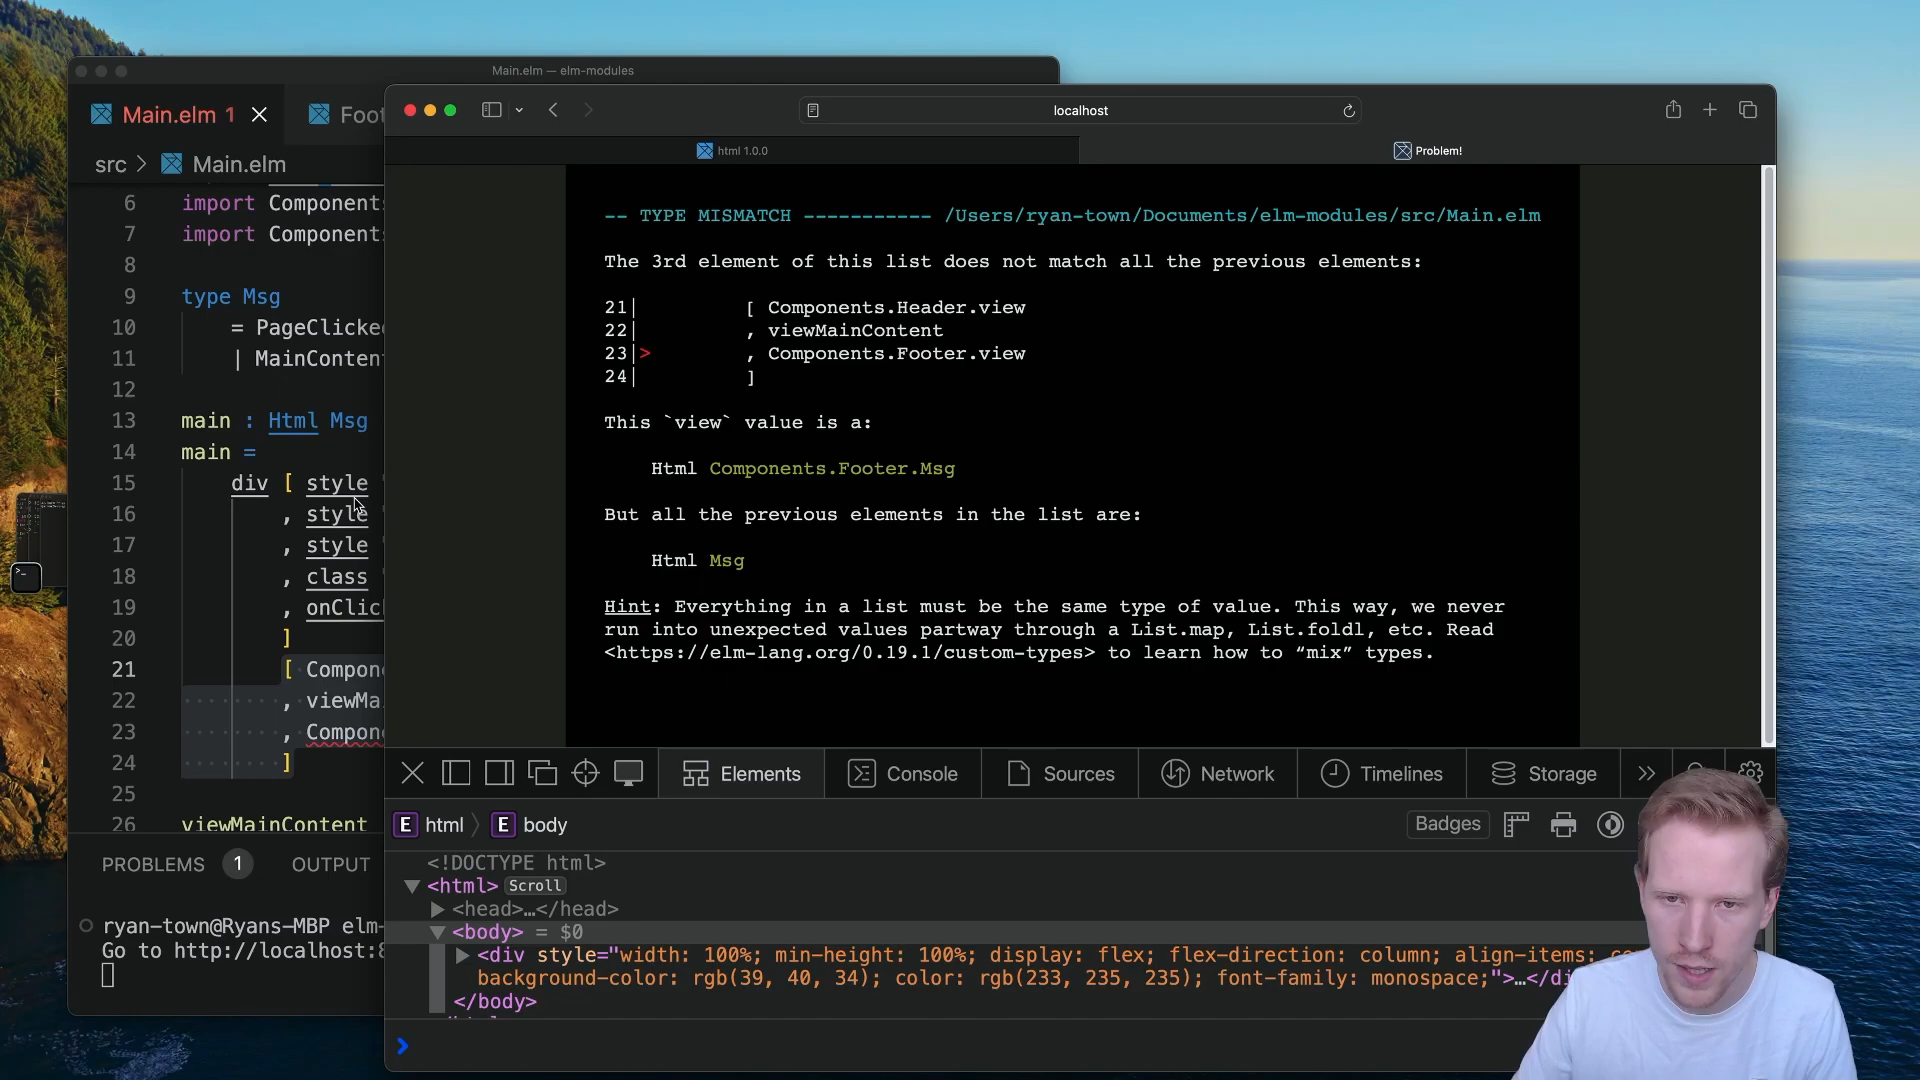 Main.elm — elm-modules
Main.elm 1
Foot
src > Main.elm
6 import Component
7 import Component
8
9 type Msg
10 = PageClicked
11 | MainContent
12
13 main : Html Msg
14 main =
15 div [ style
16 , style
17 , style
18 , class
19 , onClic
20 ]
21 [ Compon
22 , viewMa
23 , Compon
24 ]
25
26 viewMainContent
PROBLEMS 1 OUTPUT
ryan-town@Ryans-MBP elm-
Go to http://localhost:8
localhost
html 1.0.0
Problem!
-- TYPE MISMATCH ----------- /Users/ryan-town/Documents/elm-modules/src/Main.elm
The 3rd element of this list does not match all the previous elements:
21| [ Components.Header.view
22| , viewMainContent
23|> , Components.Footer.view
24| ]
This `view` value is a:
Html Components.Footer.Msg
But all the previous elements in the list are:
Html Msg
Hint: Everything in a list must be the same type of value. This way, we never
run into unexpected values partway through a List.map, List.foldl, etc. Read
<https://elm-lang.org/0.19.1/custom-types> to learn how to “mix” types.
Elements Console Sources Network Timelines Storage
E html E body
Badges
<!DOCTYPE html>
<html> Scroll
<head>…</head>
<body> = $0
<div style="width: 100%; min-height: 100%; display: flex; flex-direction: column; align-items:
background-color: rgb(39, 40, 34); color: rgb(233, 235, 235); font-family: monospace;">…</di
</body>